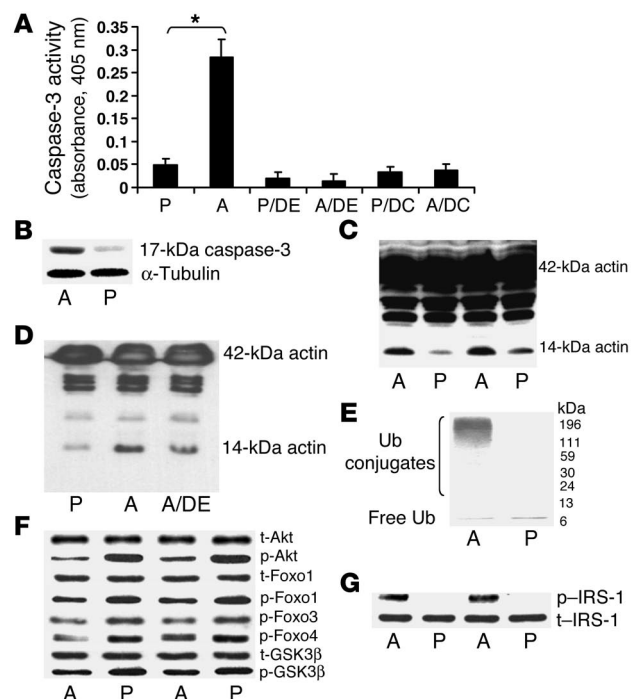 A
Caspase-3 activity
(absorbance, 405 nm)
0.35
0.3
0.25
0.2
0.15
0.1
0.05
0
*
P A P/DE A/DE P/DC A/DC
B
17-kDa caspase-3
α-Tubulin
A P
C
42-kDa actin
14-kDa actin
A P A P
D
42-kDa actin
14-kDa actin
P A A/DE
E
kDa
196
111
59
30
24
13
6
Ub
conjugates
Free Ub
A P
F
t-Akt
p-Akt
t-Foxo1
p-Foxo1
p-Foxo3
p-Foxo4
t-GSK3β
p-GSK3β
A P A P
G
p–IRS-1
t–IRS-1
A P A P